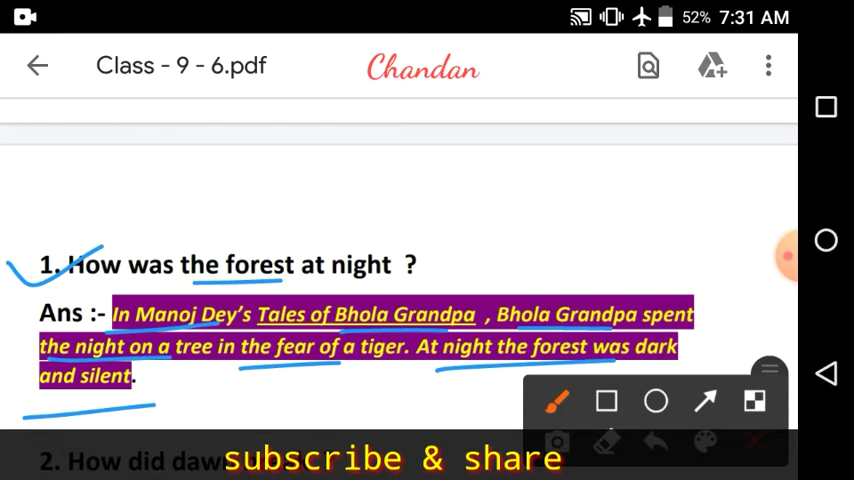 52% 7:31 AM
Class - 9 - 6.pdf
Chandan
1. How was the forest at night ?
Ans :- In Manoj Dey's Tales of Bhola Grandpa , Bhola Grandpa spent
the night on a tree in the fear of a tiger. At night the forest was dark
and silent.
2. How did daw
subscribe & share